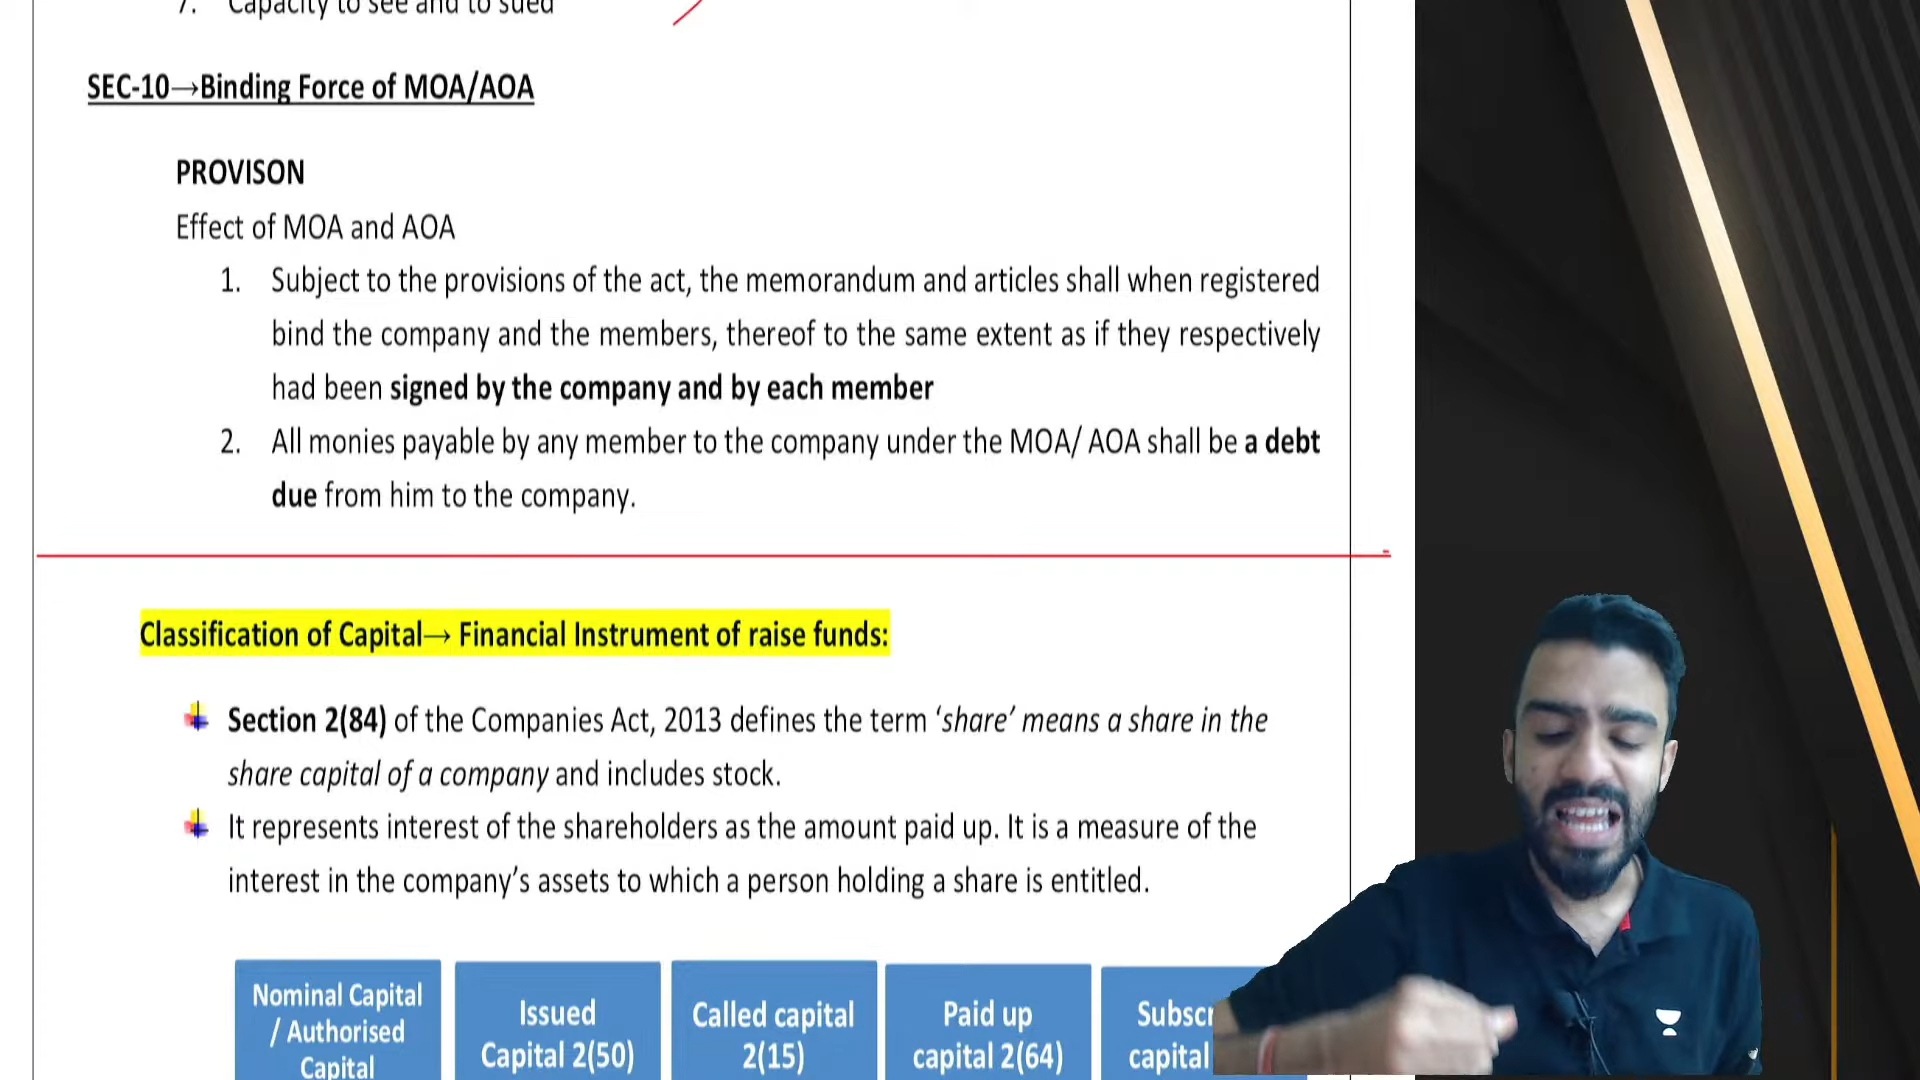 7. Capacity to see and to sued
SEC-10→Binding Force of MOA/AOA
PROVISON
Effect of MOA and AOA
1. Subject to the provisions of the act, the memorandum and articles shall when registered
bind the company and the members, thereof to the same extent as if they respectively
had been signed by the company and by each member
2. All monies payable by any member to the company under the MOA/ AOA shall be a debt
due from him to the company.
Classification of Capital→ Financial Instrument of raise funds:
Section 2(84) of the Companies Act, 2013 defines the term ‘share’ means a share in the
share capital of a company and includes stock.
It represents interest of the shareholders as the amount paid up. It is a measure of the
interest in the company’s assets to which a person holding a share is entitled.
Nominal Capital
/ Authorised
Capital
Issued
Capital 2(50)
Called capital
2(15)
Paid up
capital 2(64)
capital